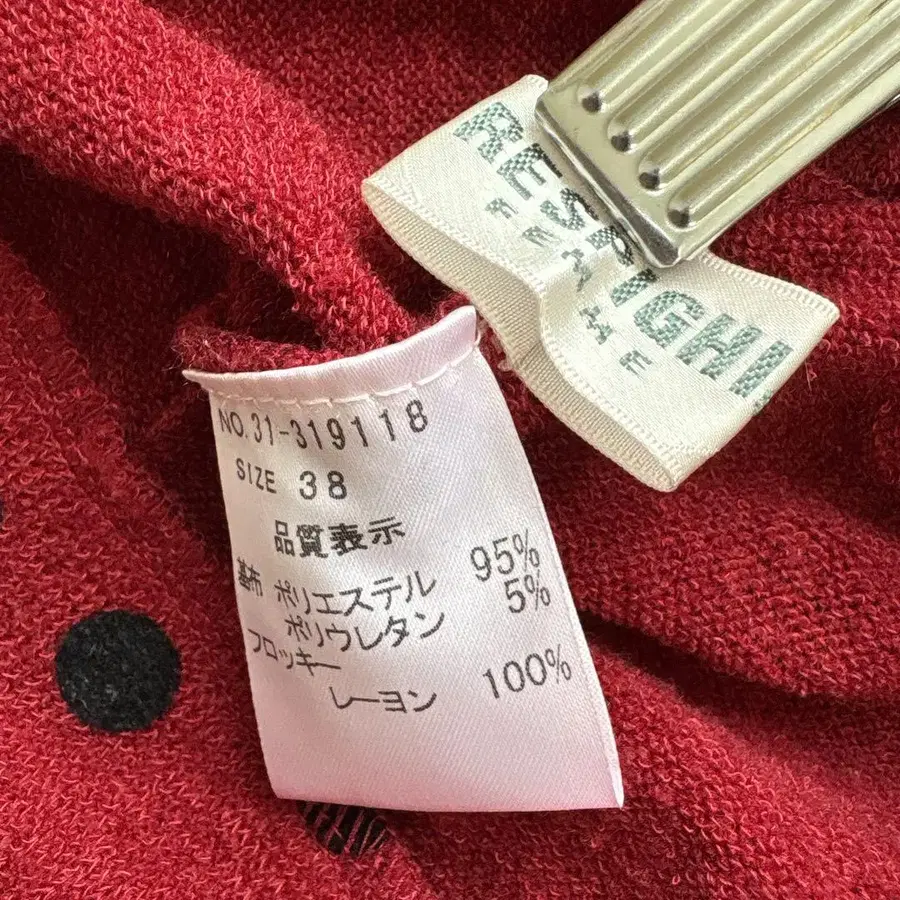 RESPIGHI
FEMME
NO.31-319118
SIZE 38
品質表示
基布 ポリエステル 95%
ポリウレタン 5%
フロッキー
レーヨン 100%